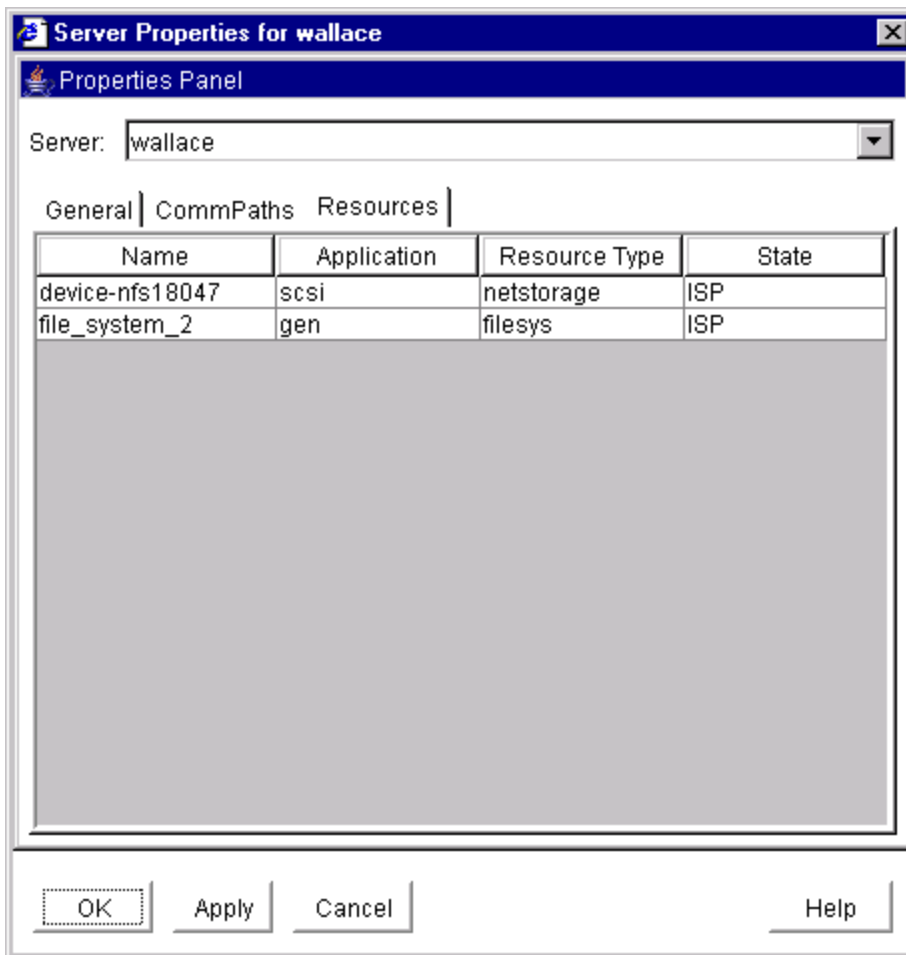 Server Properties for wallace
Properties Panel
Server: wallace
General CommPaths Resources
Name Application Resource Type State
device-nfs18047 scsi netstorage ISP
file_system_2 gen filesys ISP
OK Apply Cancel Help